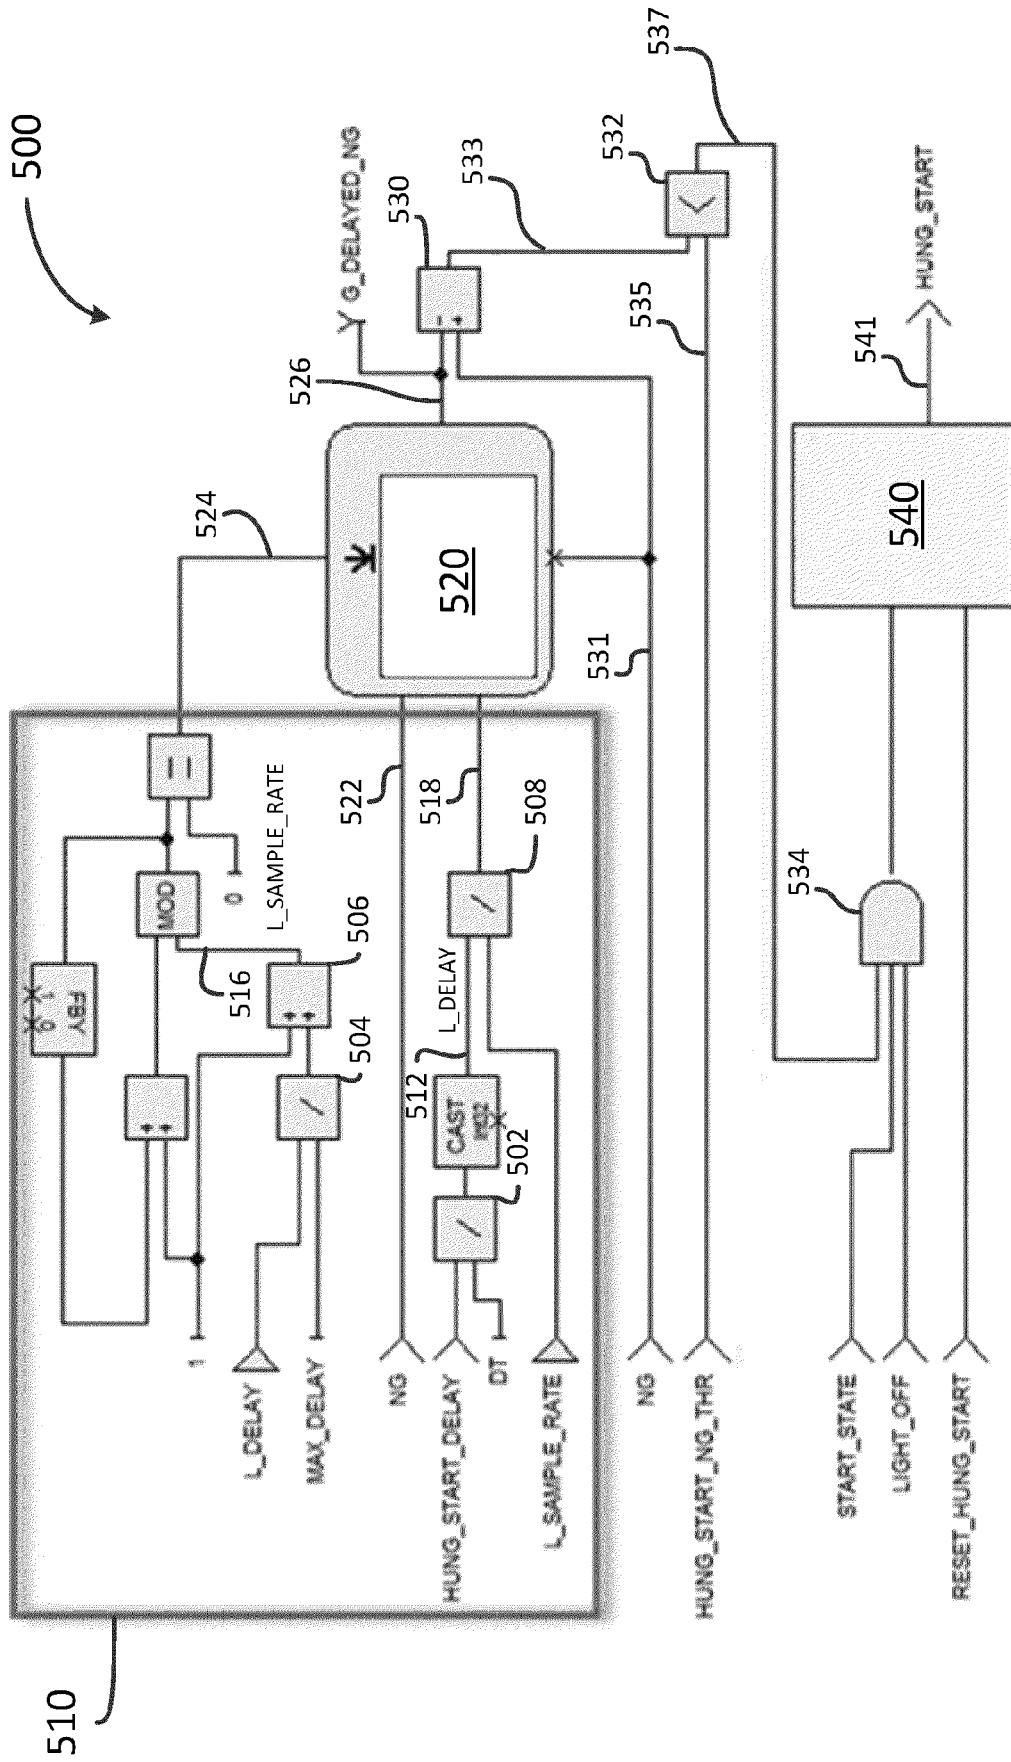 500
510
1
L_DELAY
MAX_DELAY
NG
HUNG_START_DELAY
DT
L_SAMPLE_RATE
FBY
1 0
MOD
0
L_SAMPLE_RATE
516
506
504
512
L_DELAY
CAST
INT32
502
508
518
522
524
520
526
G_DELAYED_NG
530
533
532
537
531
535
NG
HUNG_START_NG_THR
START_STATE
LIGHT_OFF
RESET_HUNG_START
534
540
541
HUNG_START